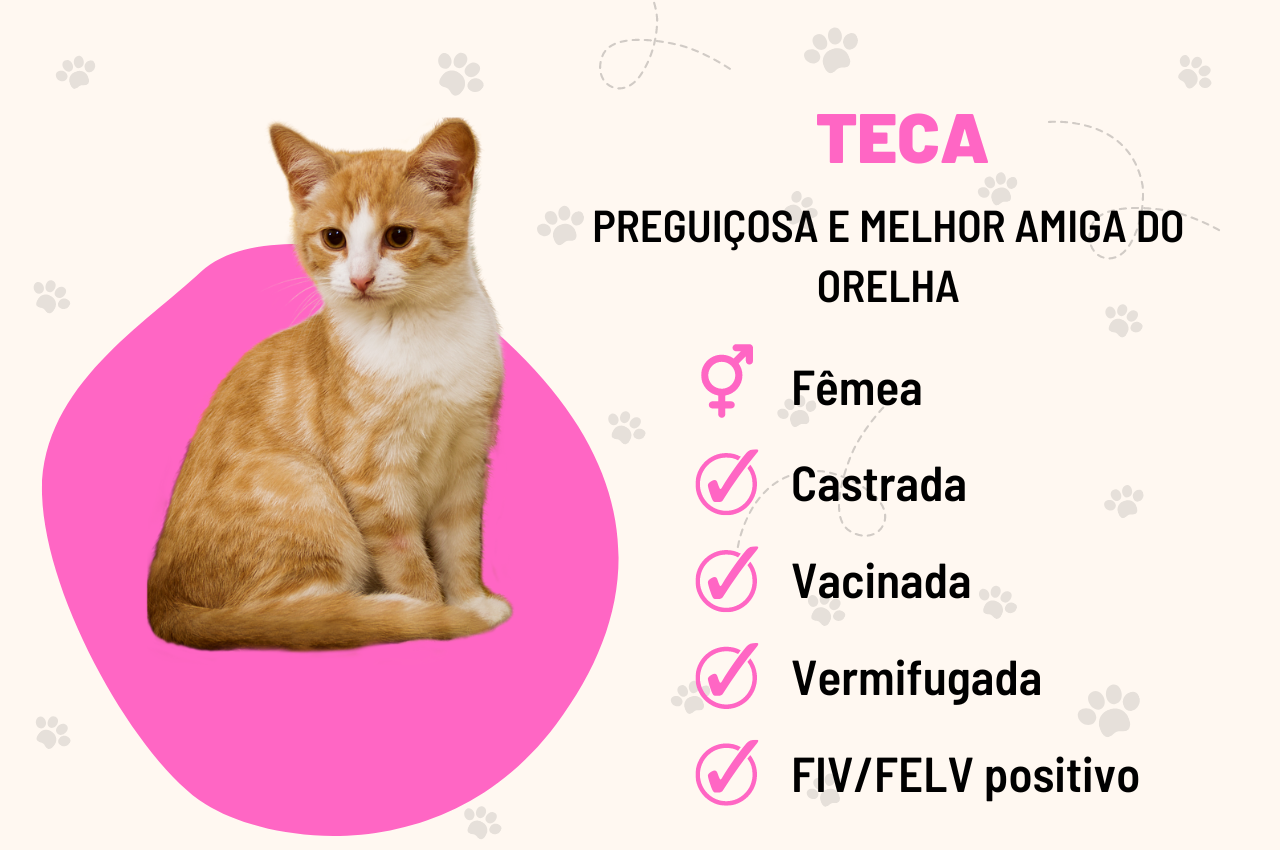 TECA
PREGUIÇOSA E MELHOR AMIGA DO
ORELHA
Fêmea
Castrada
Vacinada
Vermifugada
FIV/FELV positivo